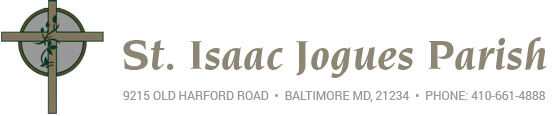 St. Isaac Jogues Parish
9215 OLD HARFORD ROAD • BALTIMORE MD, 21234 • PHONE: 410-661-4888